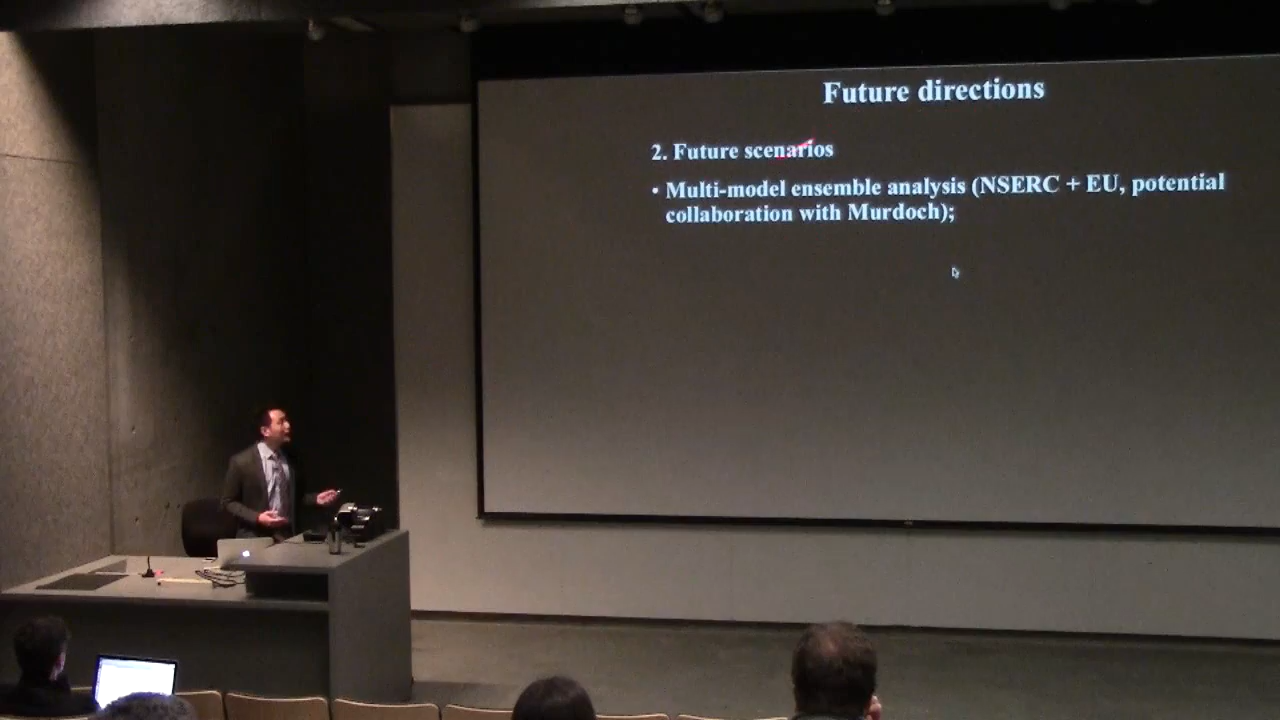 Future directions
2. Future scenarios
• Multi-model ensemble analysis (NSERC + EU, potential
collaboration with Murdoch);